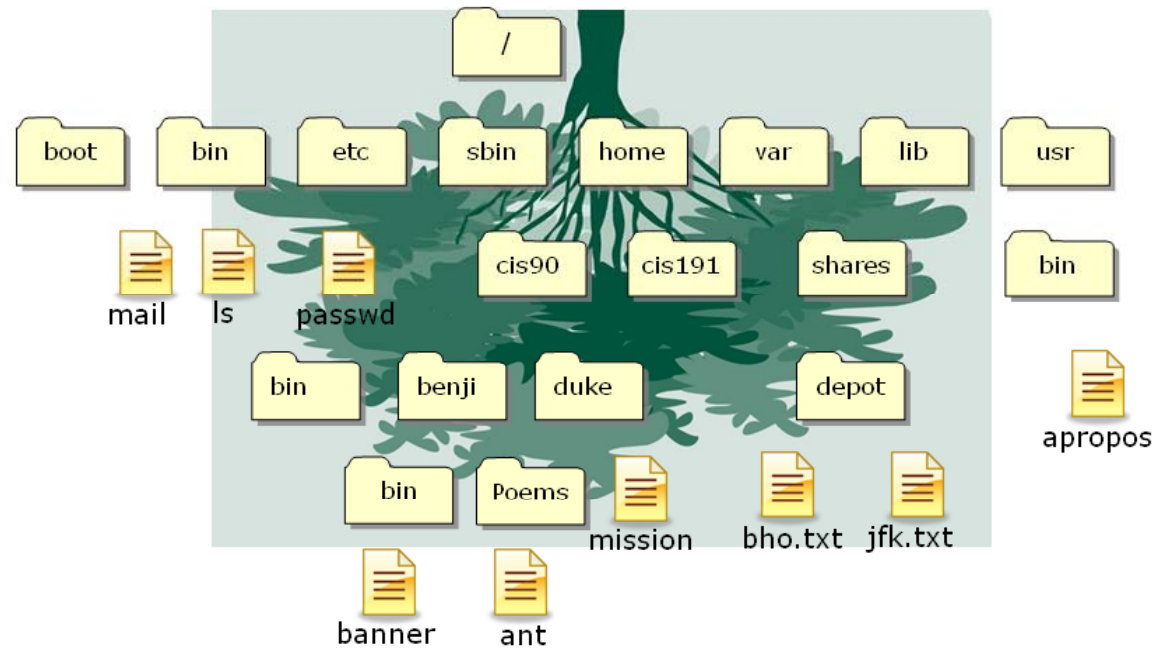 /
boot bin etc sbin home var lib usr
cis90 cis191 shares bin
mail ls passwd
bin benji duke depot
apropos
bin Poems
mission bho.txt jfk.txt
banner ant